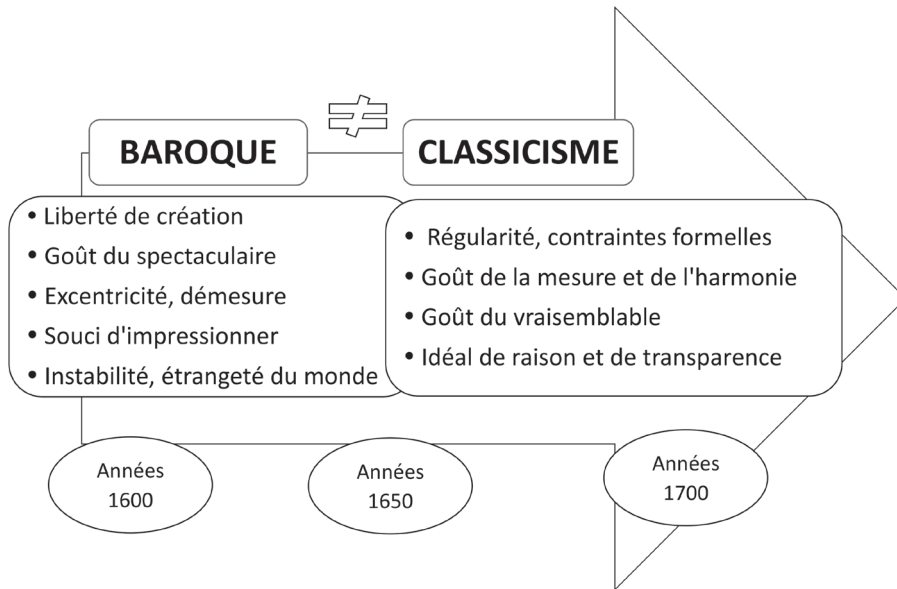 ≠
BAROQUE
CLASSICISME
• Liberté de création
• Goût du spectaculaire
• Excentricité, démesure
• Souci d'impressionner
• Instabilité, étrangeté du monde
• Régularité, contraintes formelles
• Goût de la mesure et de l'harmonie
• Goût du vraisemblable
• Idéal de raison et de transparence
Années
1600
Années
1650
Années
1700